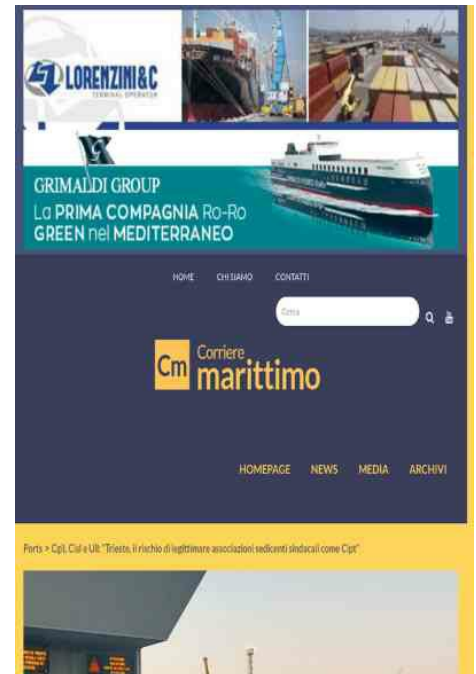 LORENZINI & C
TERMINAL OPERATOR
GRIMALDI GROUP
La PRIMA COMPAGNIA Ro-Ro
GREEN nel MEDITERRANEO
HOME CHI SIAMO CONTATTI
Cerca
Cm Corriere
marittimo
HOMEPAGE NEWS MEDIA ARCHIVI
Ports > Cgil, Cisl e Uil: "Trieste, il rischio di legittimare associazioni sedicenti sindacali come Clpt"